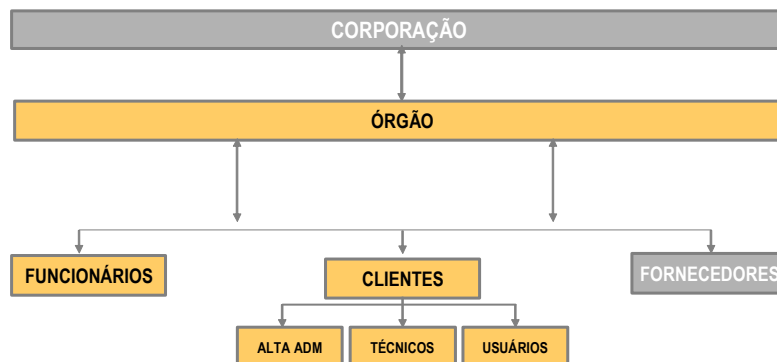 CORPORAÇÃO
ÓRGÃO
FUNCIONÁRIOS
CLIENTES
FORNECEDORES
ALTA ADM
TÉCNICOS
USUÁRIOS